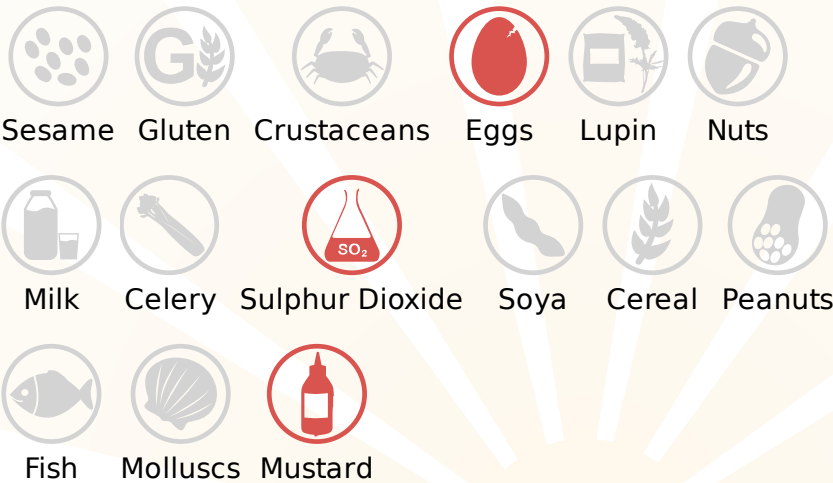 G
Sesame Gluten Crustaceans Eggs Lupin Nuts
SO₂
Milk Celery Sulphur Dioxide Soya Cereal Peanuts
Fish Molluscs Mustard